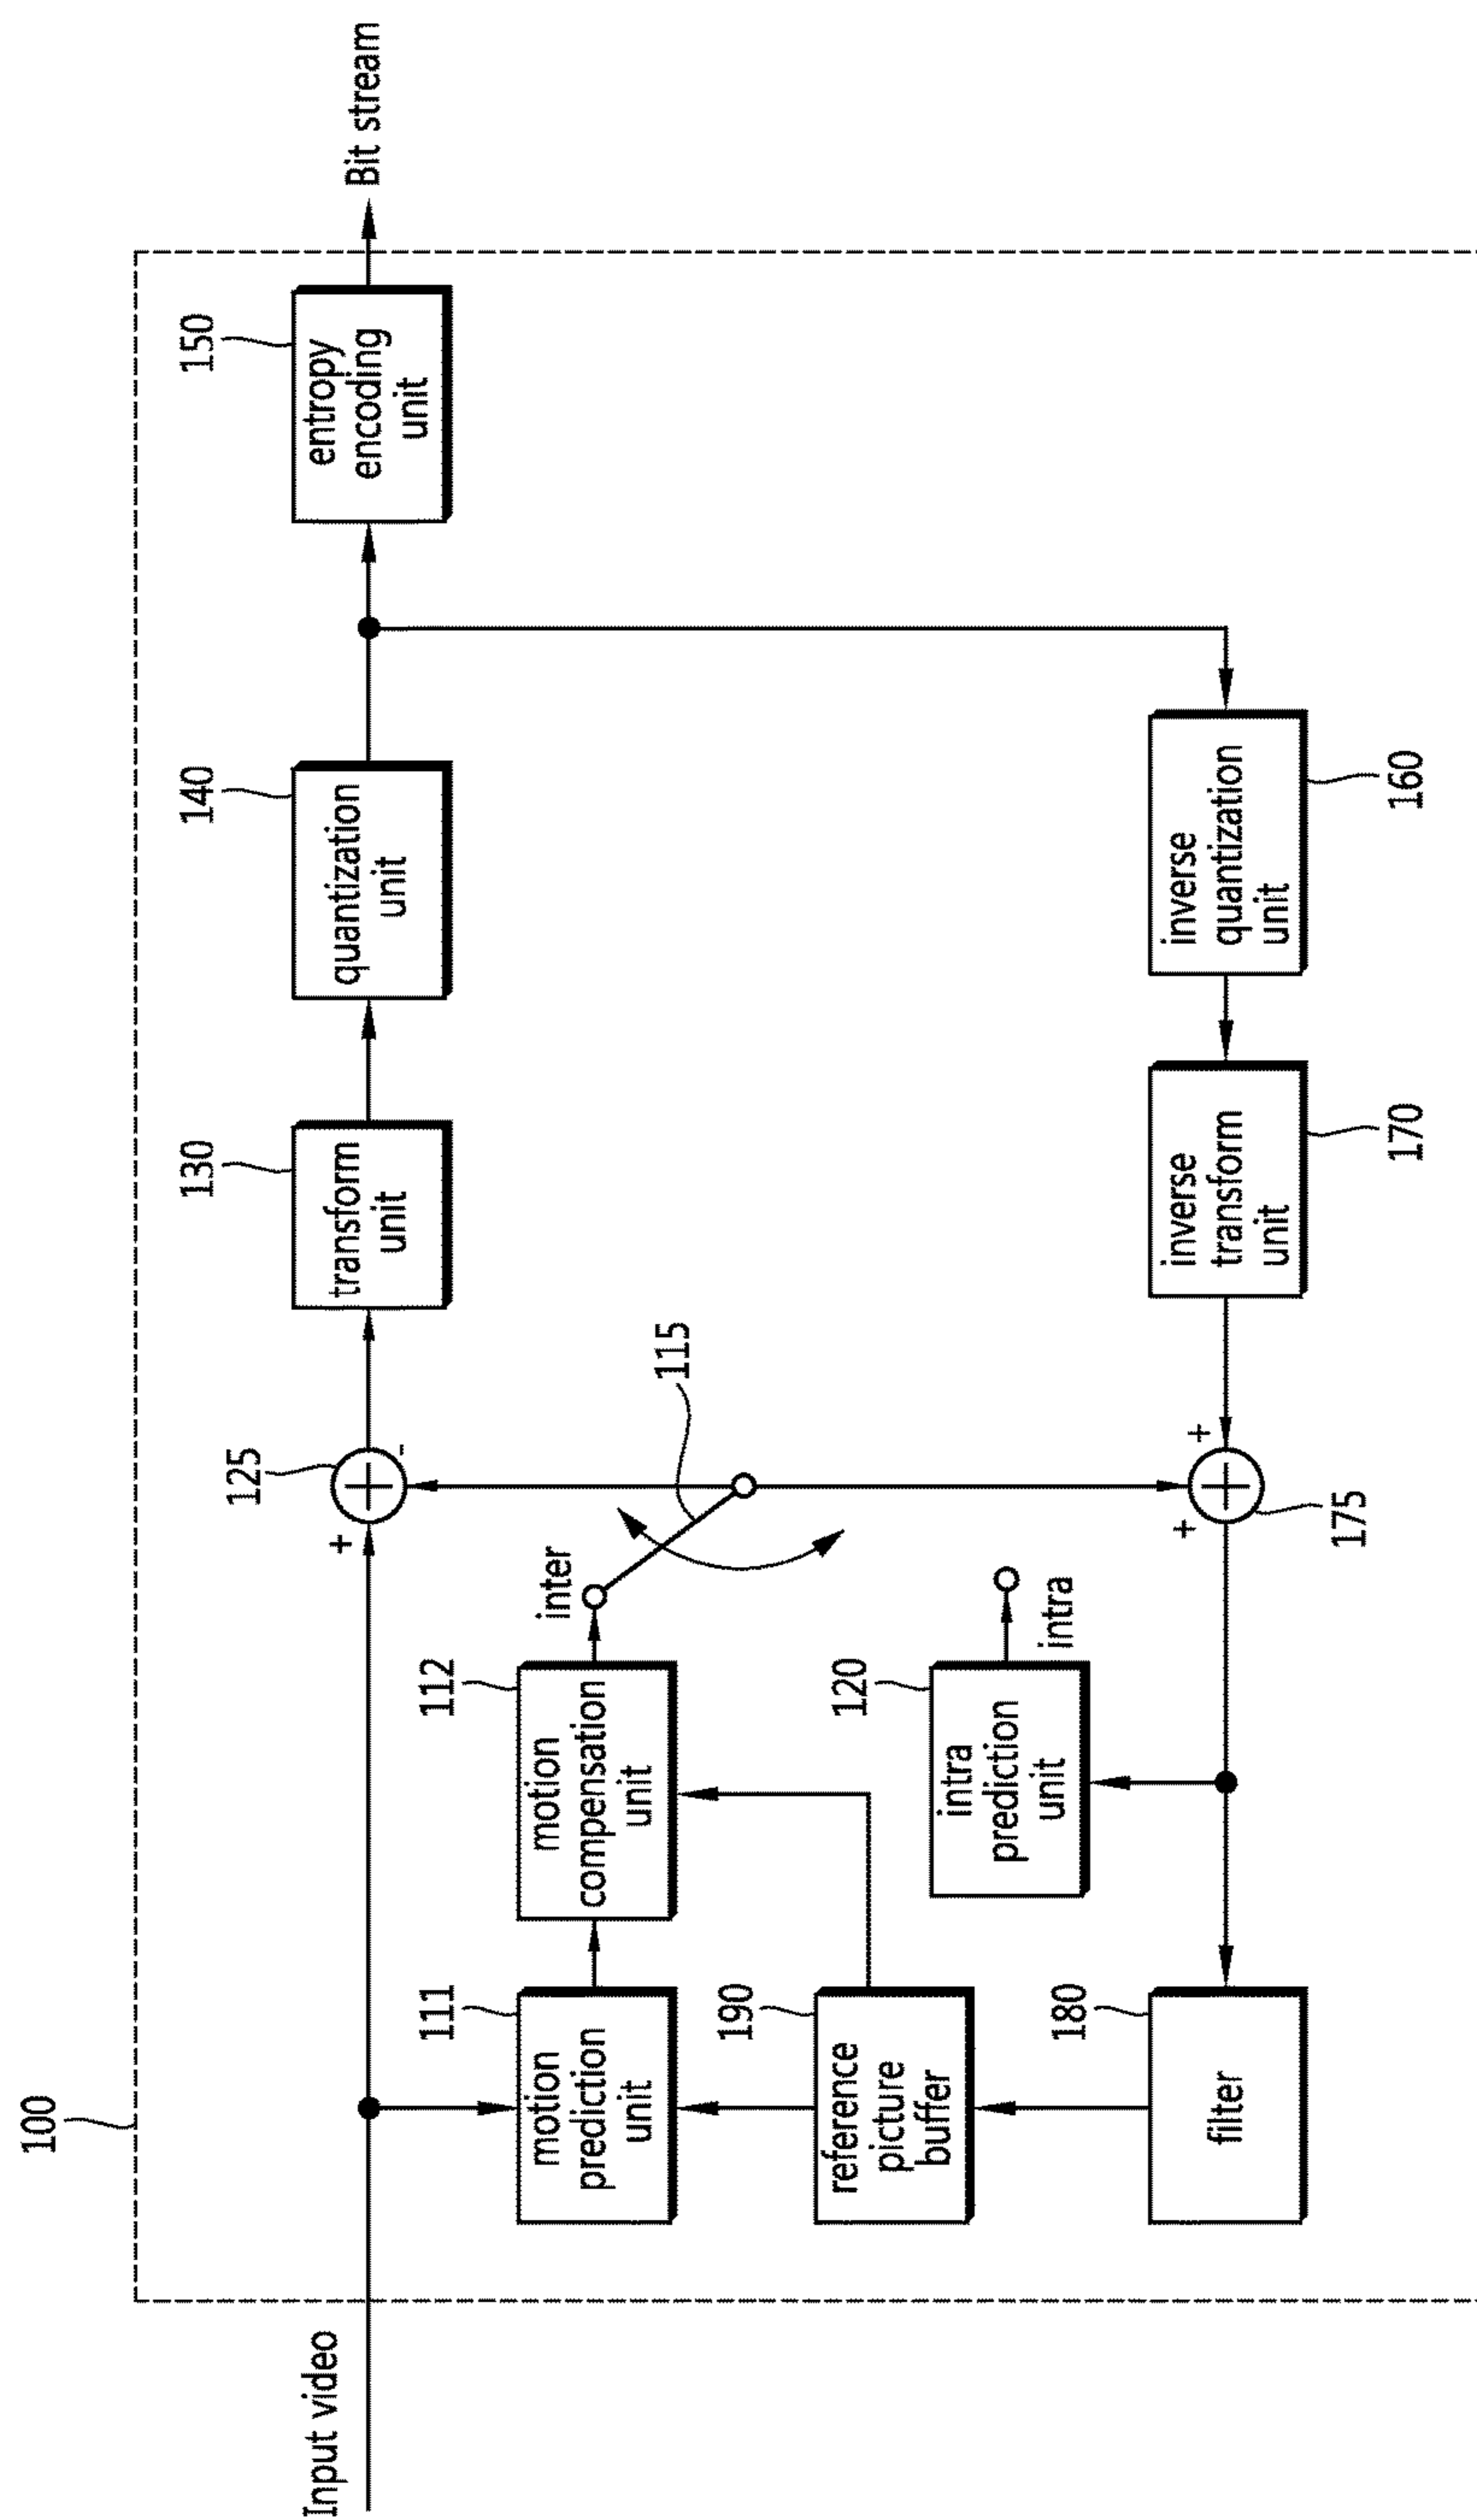 100
Input video
Bit stream
125
+
-
130
transform
unit
140
quantization
unit
150
entropy
encoding
unit
111
motion
prediction
unit
112
motion
compensation
unit
inter
115
190
reference
picture
buffer
120
intra
prediction
unit
intra
180
filter
+
+
175
inverse
transform
unit
170
inverse
quantization
unit
160